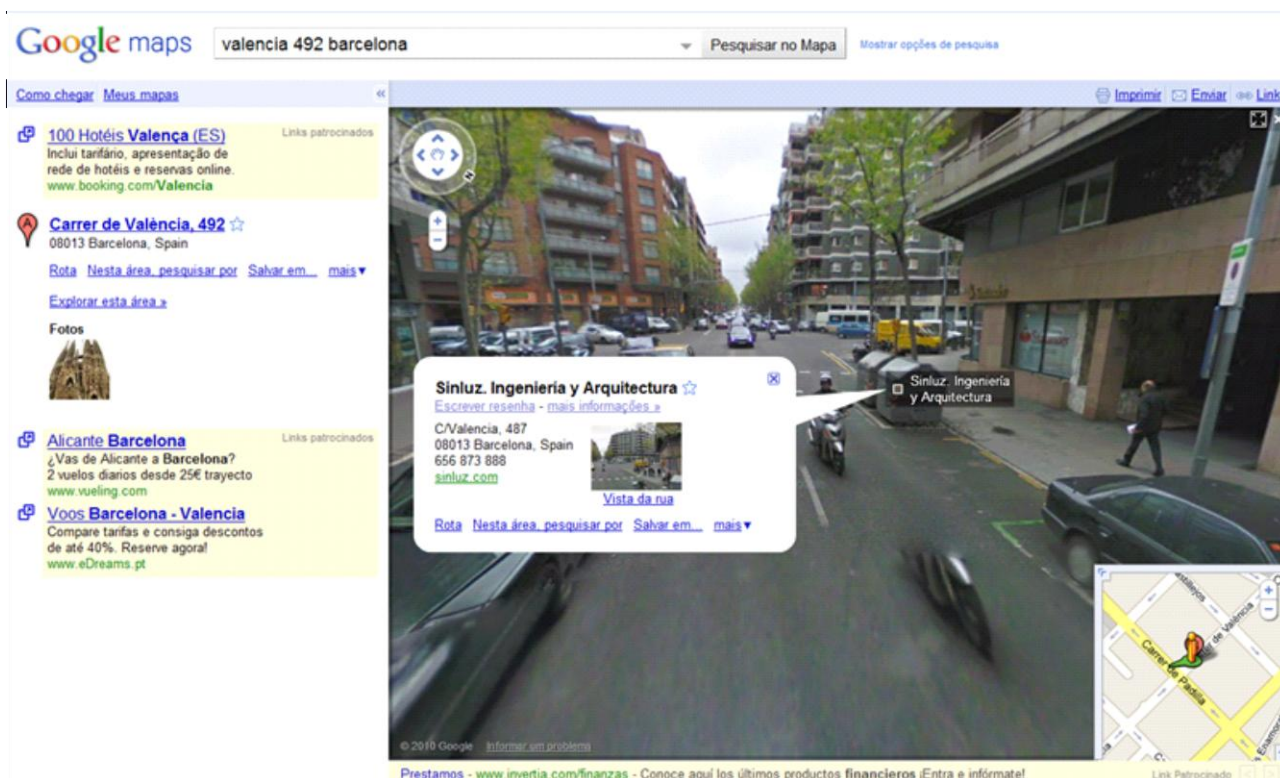 Google maps
valencia 492 barcelona
Pesquisar no Mapa
Mostrar opções de pesquisa
Como chegar Meus mapas «
Imprimir Enviar Link
100 Hotéis Valença (ES)
Links patrocinados
Inclui tarifário, apresentação de
rede de hotéis e reservas online.
www.booking.com/Valencia
A
Carrer de València, 492
08013 Barcelona, Spain
Rota Nesta área, pesquisar por Salvar em... mais▼
Explorar esta área »
Fotos
Alicante Barcelona
Links patrocinados
¿Vas de Alicante a Barcelona?
2 vuelos diarios desde 25€ trayecto
www.vueling.com
Voos Barcelona - Valencia
Compare tarifas e consiga descontos
de até 40%. Reserve agora!
www.eDreams.pt
N
Sinluz. Ingeniería y Arquitectura
Escrever resenha - mais informações »
C/Valencia, 487
08013 Barcelona, Spain
656 873 888
sinluz.com
Vista da rua
Rota Nesta área, pesquisar por Salvar em... mais▼
Sinluz. Ingeniería
y Arquitectura
de València
Carrer de Padilla
© 2010 Google Informar um problema
Prestamos - www.invertia.com/finanzas - Conoce aquí los últimos productos financieros ¡Entra e infórmate!
Link Patrocinado